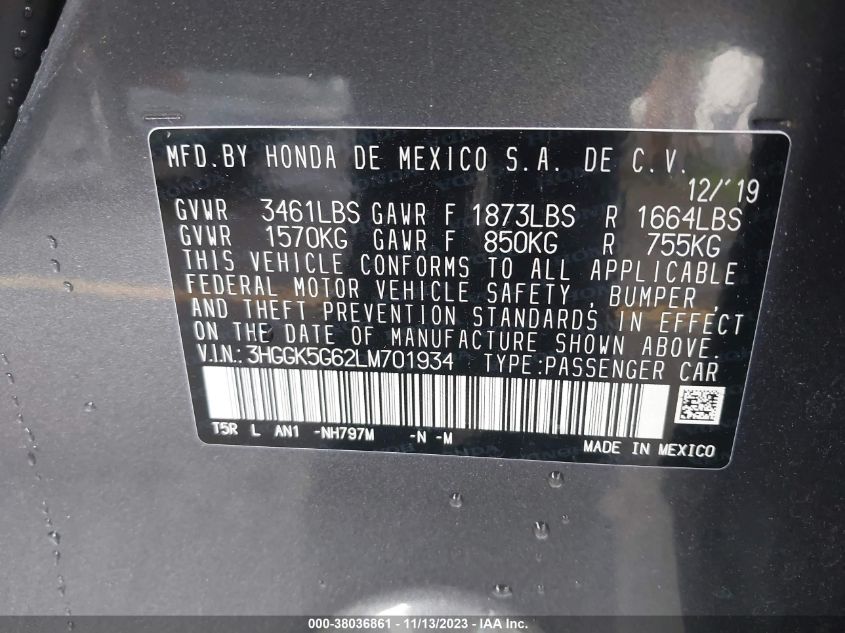 MFD.BY HONDA DE MEXICO S.A. DE C.V.
12/'19
GVWR 3461LBS GAWR F 1873LBS R 1664LBS
GVWR 1570KG GAWR F 850KG R 755KG
THIS VEHICLE CONFORMS TO ALL APPLICABLE
FEDERAL MOTOR VEHICLE SAFETY , BUMPER ,
AND THEFT PREVENTION STANDARDS IN EFFECT
ON THE DATE OF MANUFACTURE SHOWN ABOVE.
V.I.N.: 3HGGK5G62LM701934 TYPE:PASSENGER CAR
T5R L AN1 -NH797M -N -M
MADE IN MEXICO
000-38036861 - 11/13/2023 - IAA Inc.